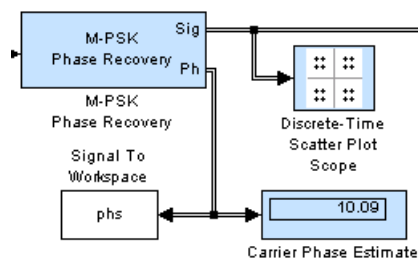 M-PSK
Phase Recovery
Sig
Ph
M-PSK
Phase Recovery
Discrete-Time
Scatter Plot
Scope
Signal To
Workspace
phs
10.09
Carrier Phase Estimate